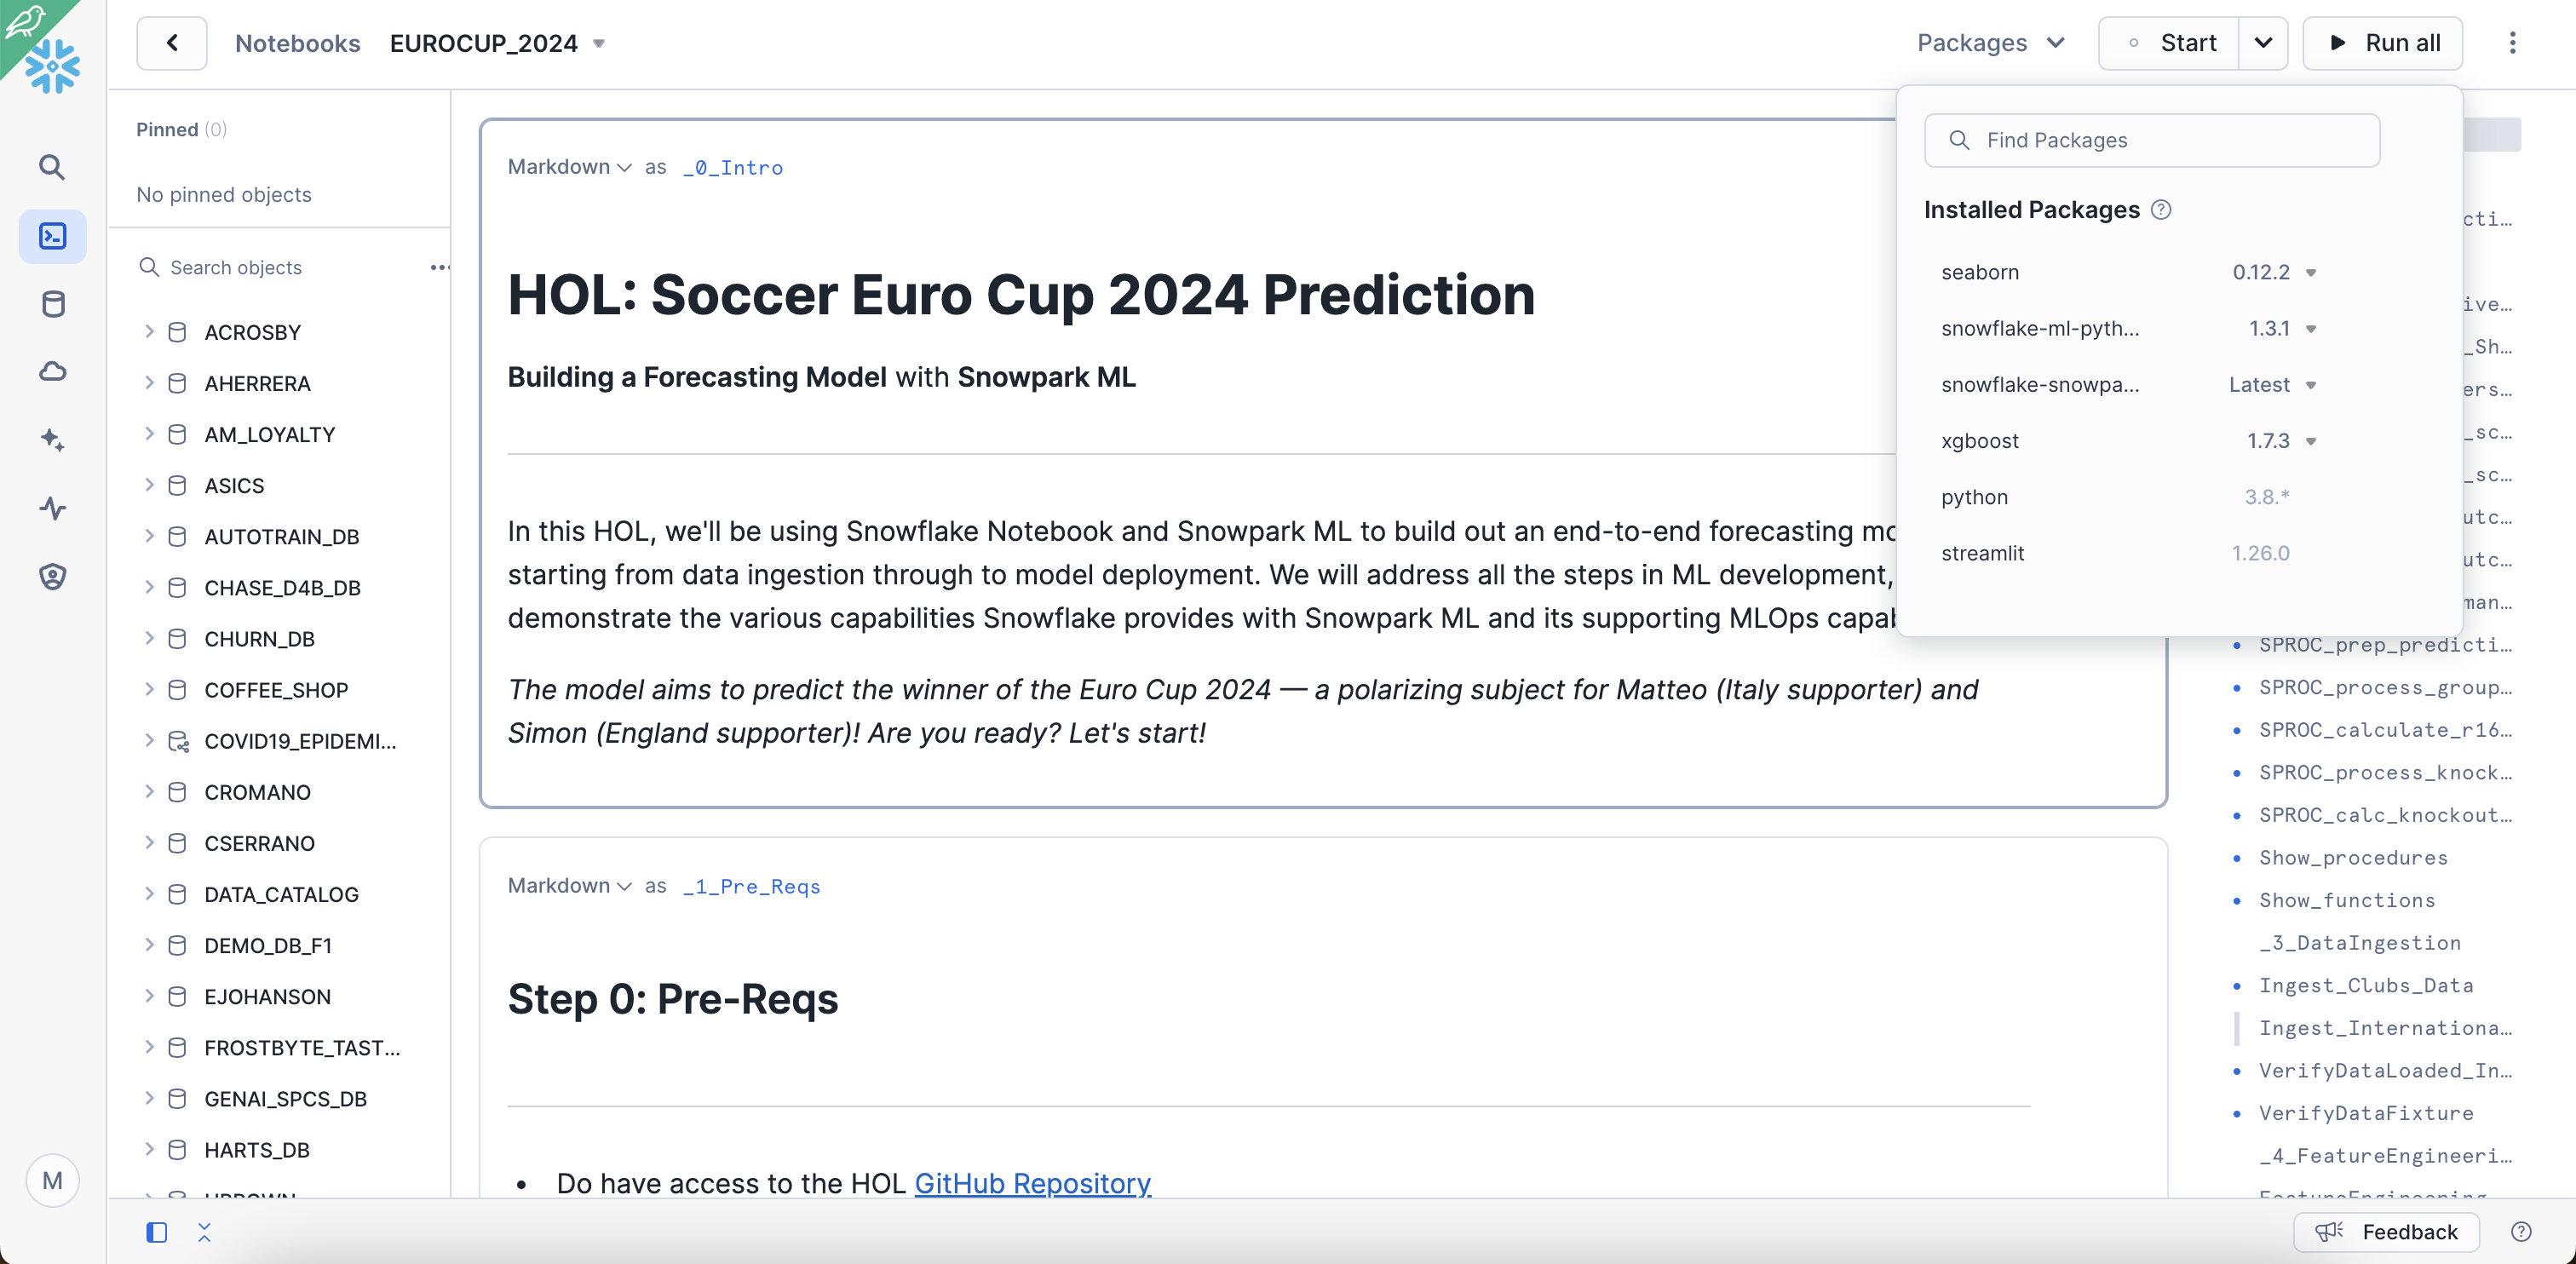 Notebooks EUROCUP_2024
Packages
Start
Run all
Pinned (0)
No pinned objects
Search objects
ACROSBY
AHERRERA
AM_LOYALTY
ASICS
AUTOTRAIN_DB
CHASE_D4B_DB
CHURN_DB
COFFEE_SHOP
COVID19_EPIDEMI...
CROMANO
CSERRANO
DATA_CATALOG
DEMO_DB_F1
EJOHANSON
FROSTBYTE_TAST...
GENAI_SPCS_DB
HARTS_DB
M
Markdown as _0_Intro
HOL: Soccer Euro Cup 2024 Prediction
Building a Forecasting Model with Snowpark ML
In this HOL, we'll be using Snowflake Notebook and Snowpark ML to build out an end-to-end forecasting mo
starting from data ingestion through to model deployment. We will address all the steps in ML development,
demonstrate the various capabilities Snowflake provides with Snowpark ML and its supporting MLOps capab
The model aims to predict the winner of the Euro Cup 2024 — a polarizing subject for Matteo (Italy supporter) and
Simon (England supporter)! Are you ready? Let's start!
Markdown as _1_Pre_Reqs
Step 0: Pre-Reqs
• Do have access to the HOL GitHub Repository
Find Packages
Installed Packages
seaborn 0.12.2
snowflake-ml-pyth... 1.3.1
snowflake-snowpa... Latest
xgboost 1.7.3
python 3.8.*
streamlit 1.26.0
cti...
ive...
_Sh...
ers...
_sc...
_sc...
utc...
utc...
man...
SPROC_prep_predicti...
SPROC_process_group...
SPROC_calculate_r16...
SPROC_process_knock...
SPROC_calc_knockout...
Show_procedures
Show_functions
_3_DataIngestion
Ingest_Clubs_Data
Ingest_Internationa...
VerifyDataLoaded_In...
VerifyDataFixture
_4_FeatureEngineeri...
Feedback